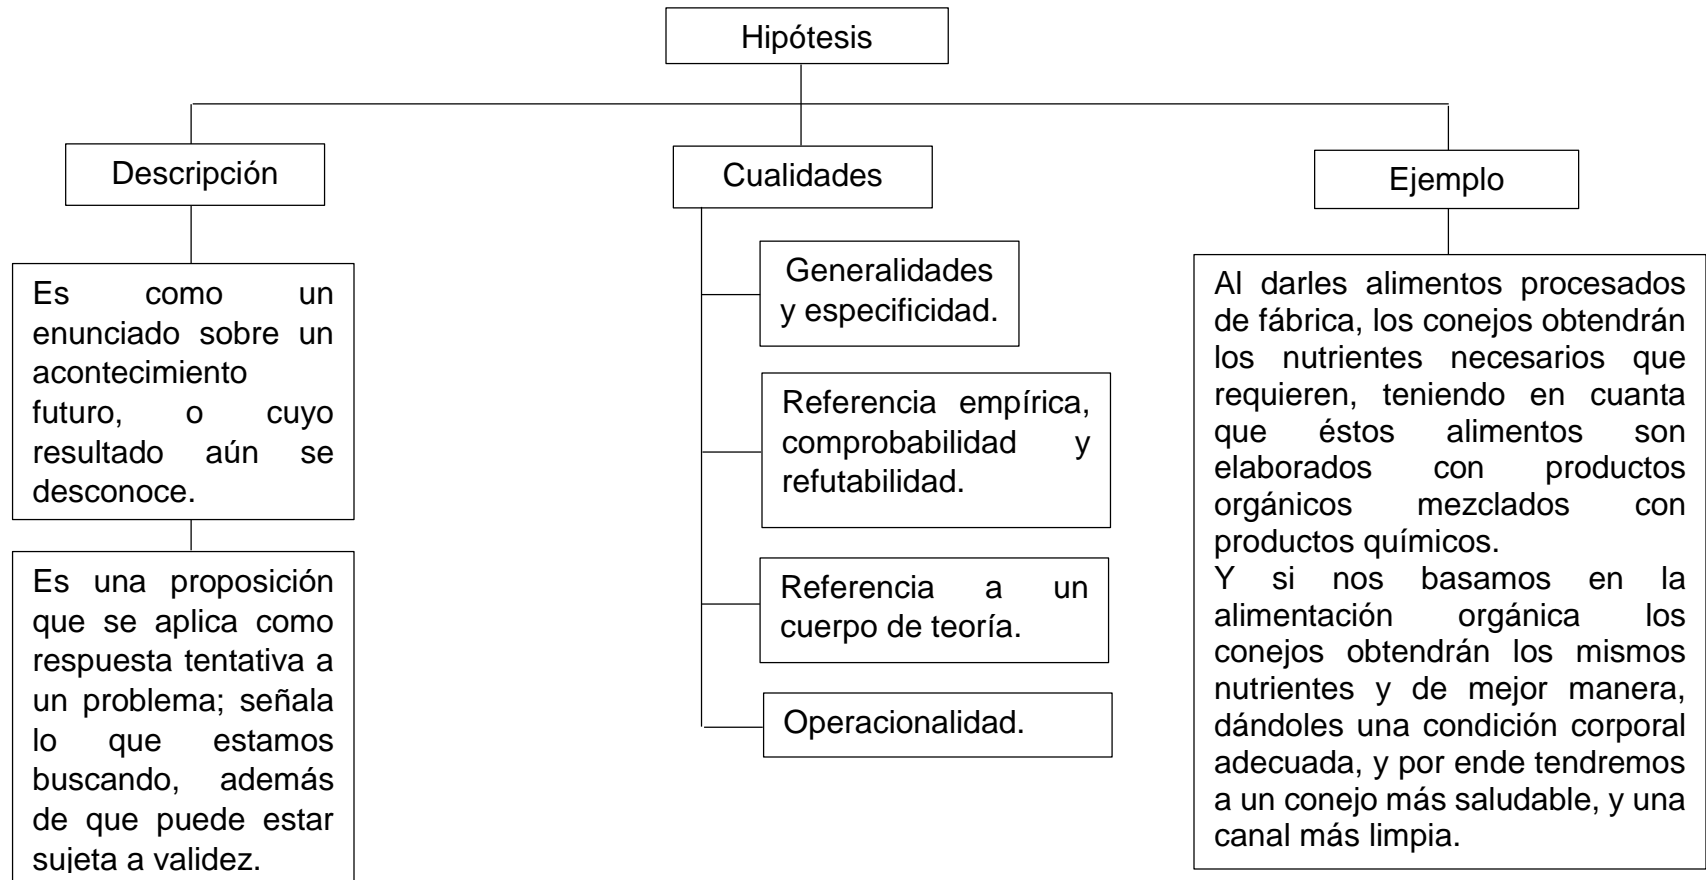 Hipótesis
Descripción
Es como un
enunciado sobre un
acontecimiento
futuro, o cuyo
resultado aún se
desconoce.
Es una proposición
que se aplica como
respuesta tentativa a
un problema; señala
lo que estamos
buscando, además
de que puede estar
sujeta a validez.
Cualidades
Generalidades
y especificidad.
Referencia empírica,
comprobabilidad y
refutabilidad.
Referencia a un
cuerpo de teoría.
Operacionalidad.
Ejemplo
Al darles alimentos procesados
de fábrica, los conejos obtendrán
los nutrientes necesarios que
requieren, teniendo en cuanta
que éstos alimentos son
elaborados con productos
orgánicos mezclados con
productos químicos.
Y si nos basamos en la
alimentación orgánica los
conejos obtendrán los mismos
nutrientes y de mejor manera,
dándoles una condición corporal
adecuada, y por ende tendremos
a un conejo más saludable, y una
canal más limpia.